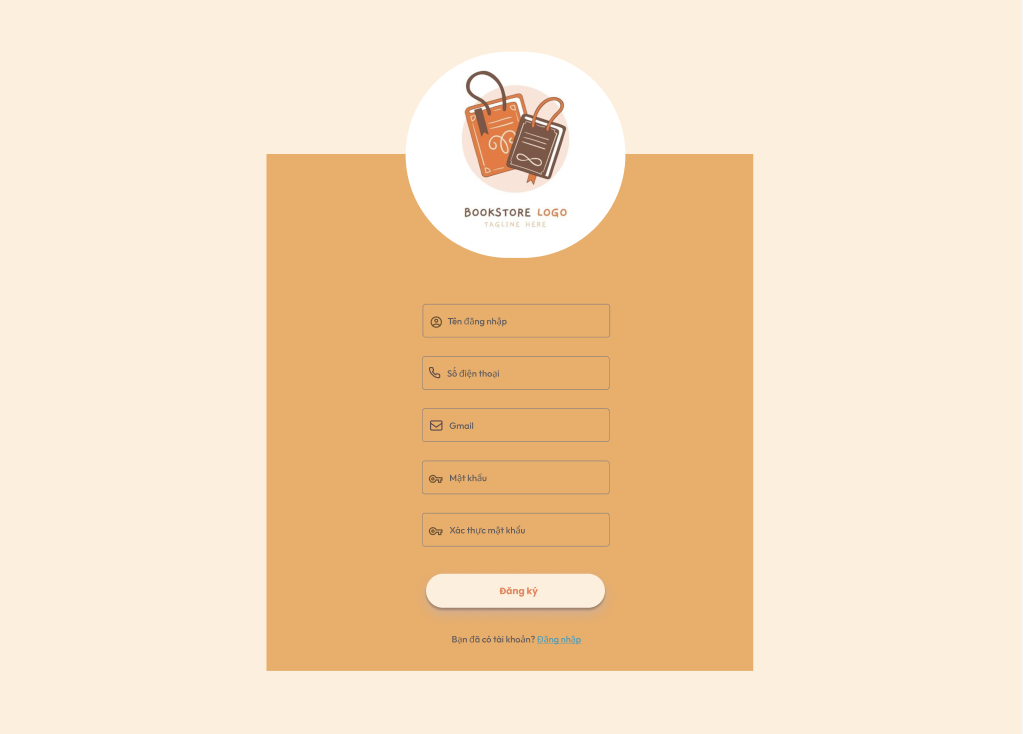 BOOKSTORE LOGO
TAGLINE HERE
Tên đăng nhập
Số điện thoại
Gmail
Mật khẩu
Xác thực mật khẩu
Đăng ký
Bạn đã có tài khoản? Đăng nhập